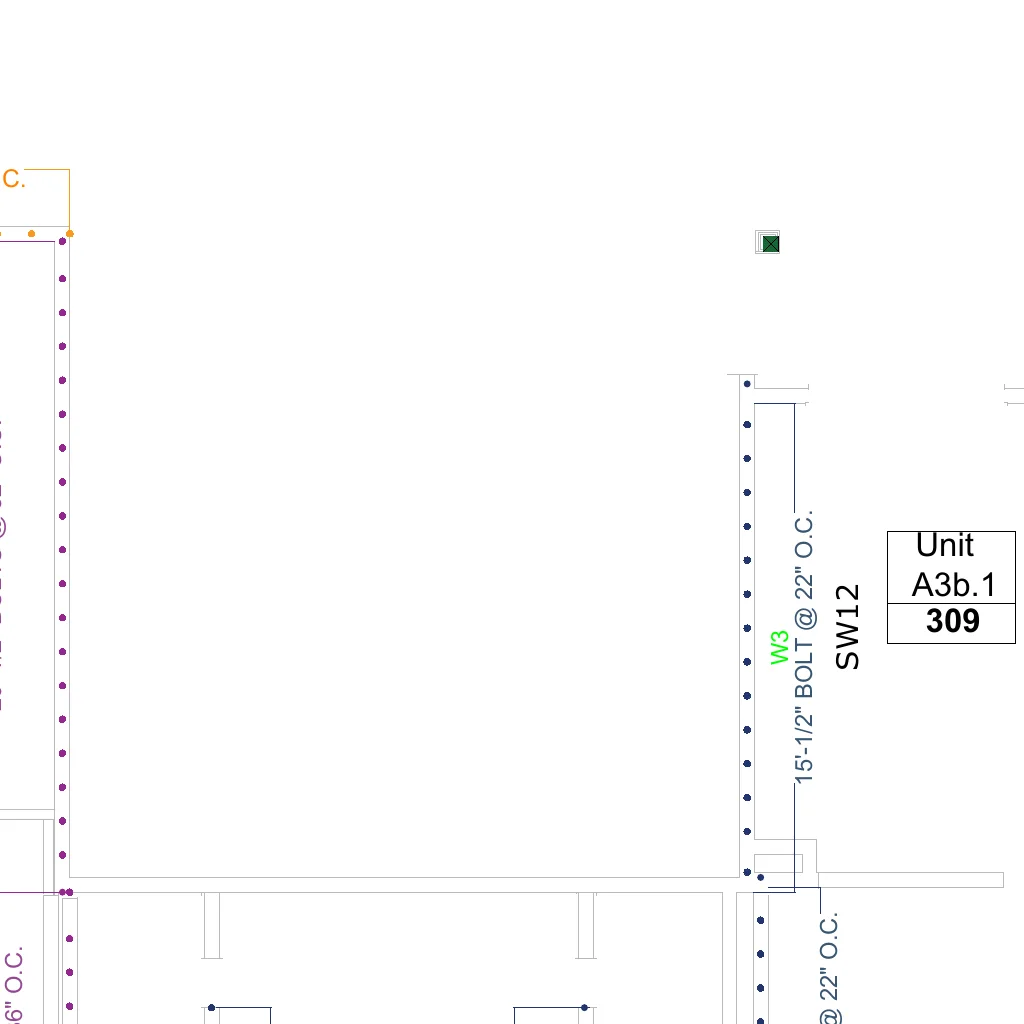 C.
Unit
A3b.1
309
W3
15'-1/2" BOLT @ 22" O.C.
SW12
6" O.C.
@ 22" O.C.